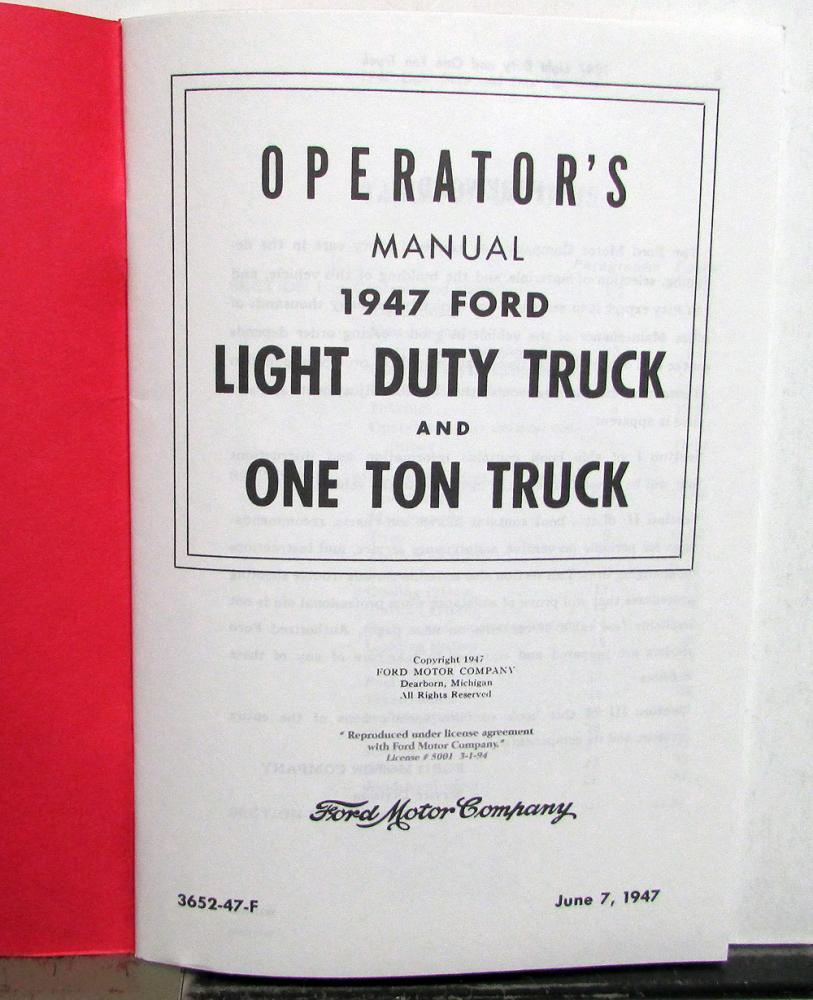 OPERATOR'S
MANUAL
1947 FORD
LIGHT DUTY TRUCK
AND
ONE TON TRUCK
Copyright 1947
FORD MOTOR COMPANY
Dearborn, Michigan
All Rights Reserved
" Reproduced under license agreement
with Ford Motor Company."
License # 5001 3-1-94
Ford Motor Company
3652-47-F
June 7, 1947